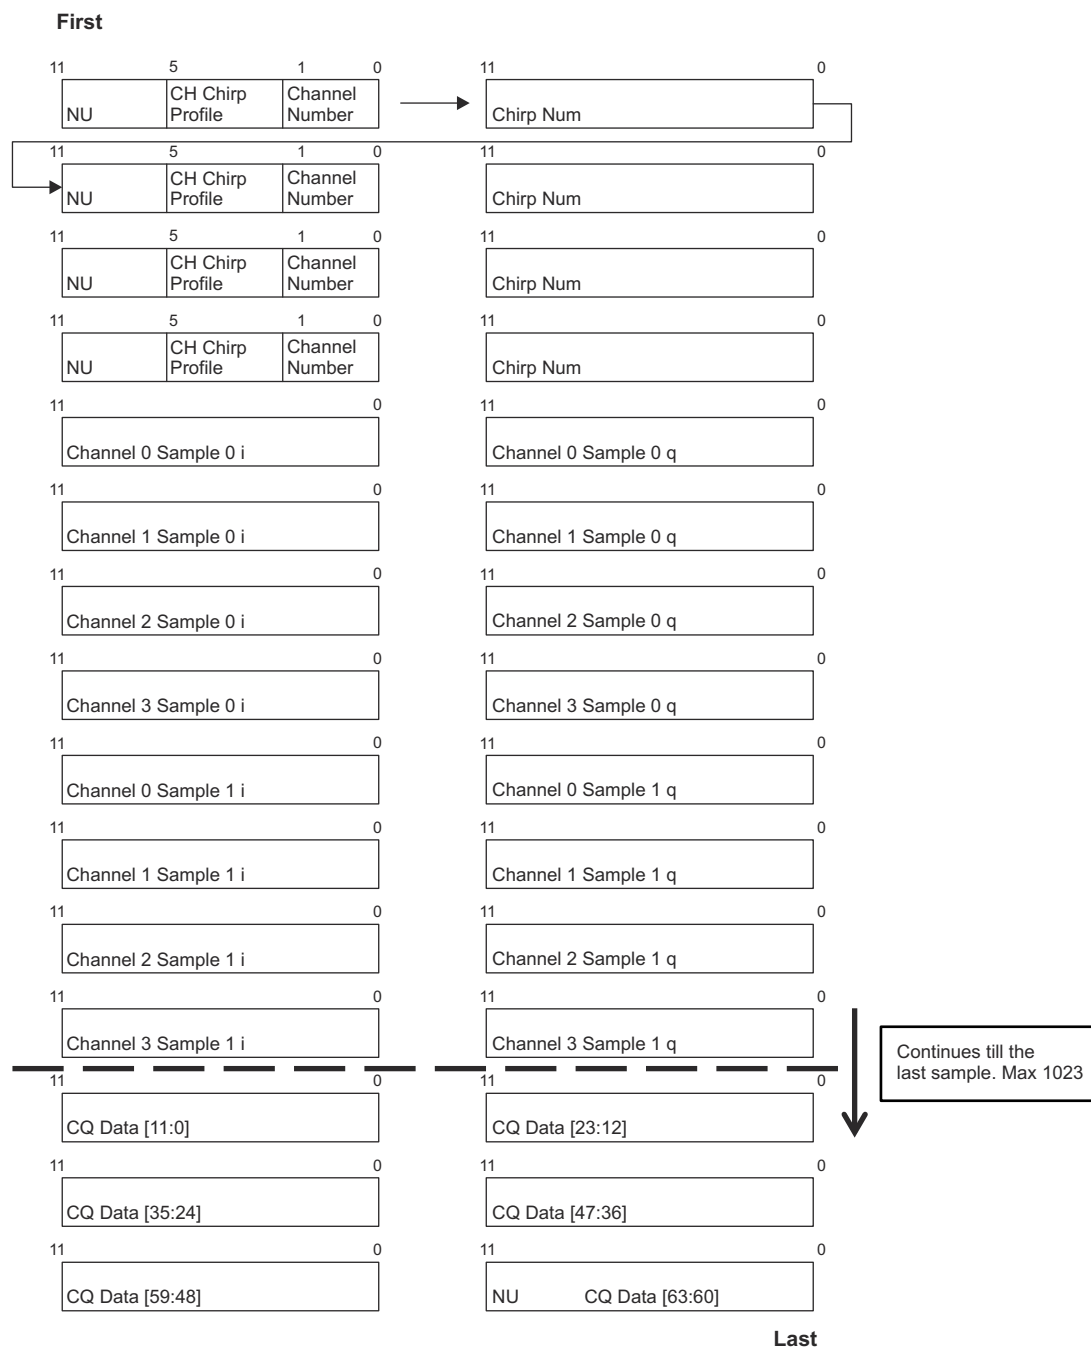 First
11 5 1 0 11 0
NU CH Chirp Profile Channel Number Chirp Num
11 5 1 0 11 0
NU CH Chirp Profile Channel Number Chirp Num
11 5 1 0 11 0
NU CH Chirp Profile Channel Number Chirp Num
11 5 1 0 11 0
NU CH Chirp Profile Channel Number Chirp Num
11 0 11 0
Channel 0 Sample 0 i Channel 0 Sample 0 q
11 0 11 0
Channel 1 Sample 0 i Channel 1 Sample 0 q
11 0 11 0
Channel 2 Sample 0 i Channel 2 Sample 0 q
11 0 11 0
Channel 3 Sample 0 i Channel 3 Sample 0 q
11 0 11 0
Channel 0 Sample 1 i Channel 0 Sample 1 q
11 0 11 0
Channel 1 Sample 1 i Channel 1 Sample 1 q
11 0 11 0
Channel 2 Sample 1 i Channel 2 Sample 1 q
11 0 11 0
Channel 3 Sample 1 i Channel 3 Sample 1 q
Continues till the
last sample. Max 1023
11 0 11 0
CQ Data [11:0] CQ Data [23:12]
11 0 11 0
CQ Data [35:24] CQ Data [47:36]
11 0 11 0
CQ Data [59:48] NU CQ Data [63:60]
Last